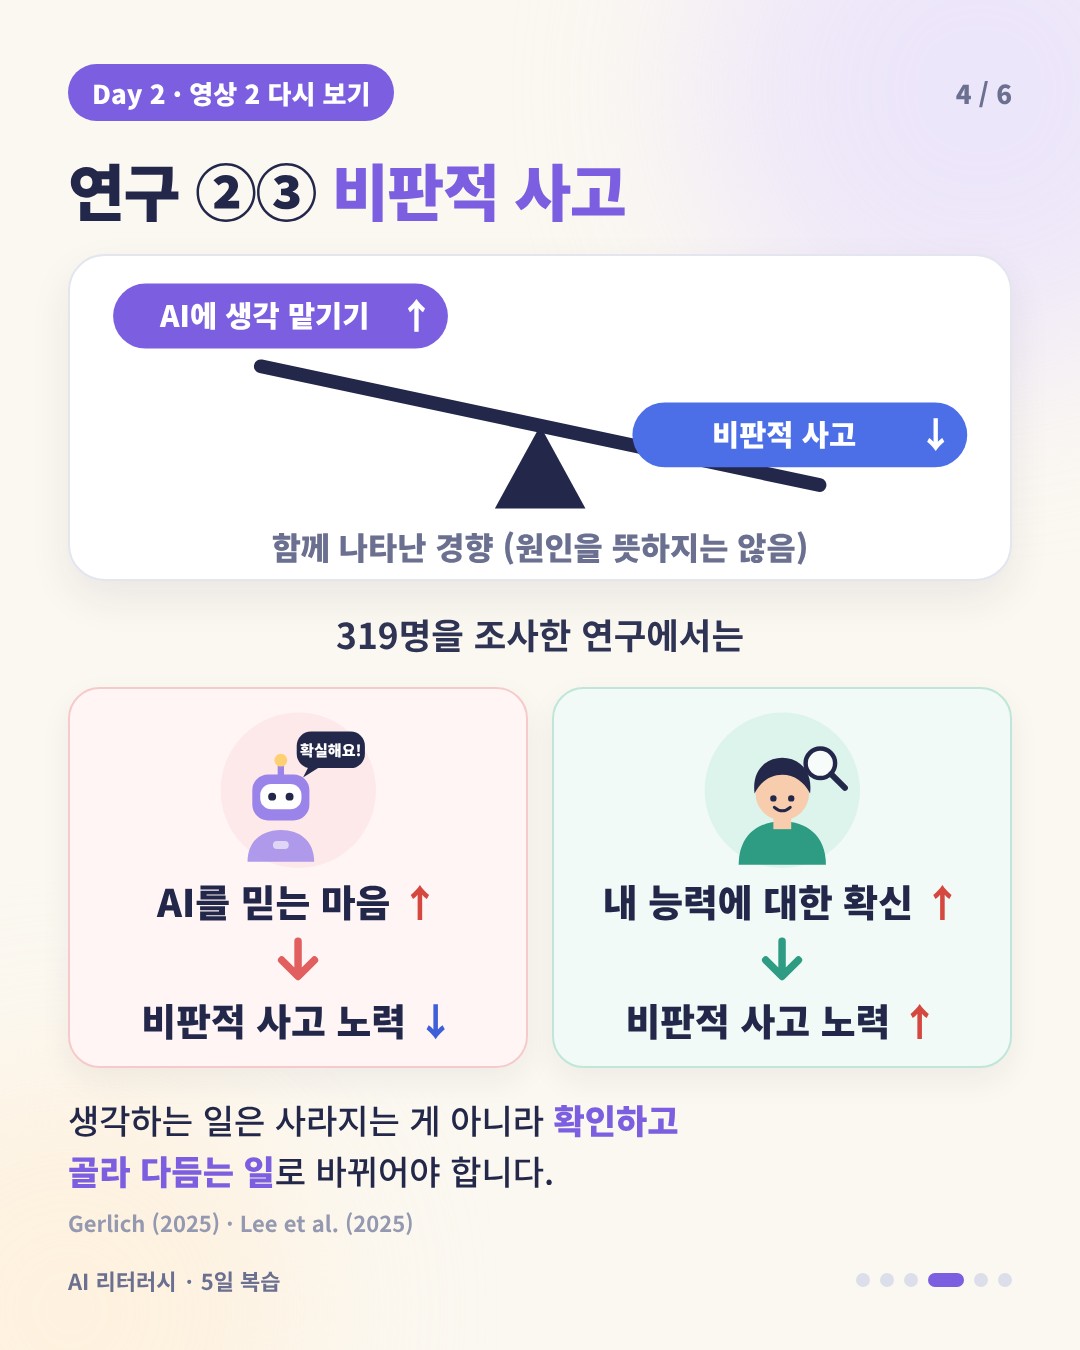 Day 2 · 영상 2 다시 보기
4 / 6
연구 ②③ 비판적 사고
AI에 생각 맡기기 ↑
비판적 사고 ↓
함께 나타난 경향 (원인을 뜻하지는 않음)
319명을 조사한 연구에서는
확실해요!
AI를 믿는 마음 ↑
↓
비판적 사고 노력 ↓
내 능력에 대한 확신 ↑
↓
비판적 사고 노력 ↑
생각하는 일은 사라지는 게 아니라 확인하고
골라 다듬는 일로 바뀌어야 합니다.
Gerlich (2025) · Lee et al. (2025)
AI 리터러시 · 5일 복습